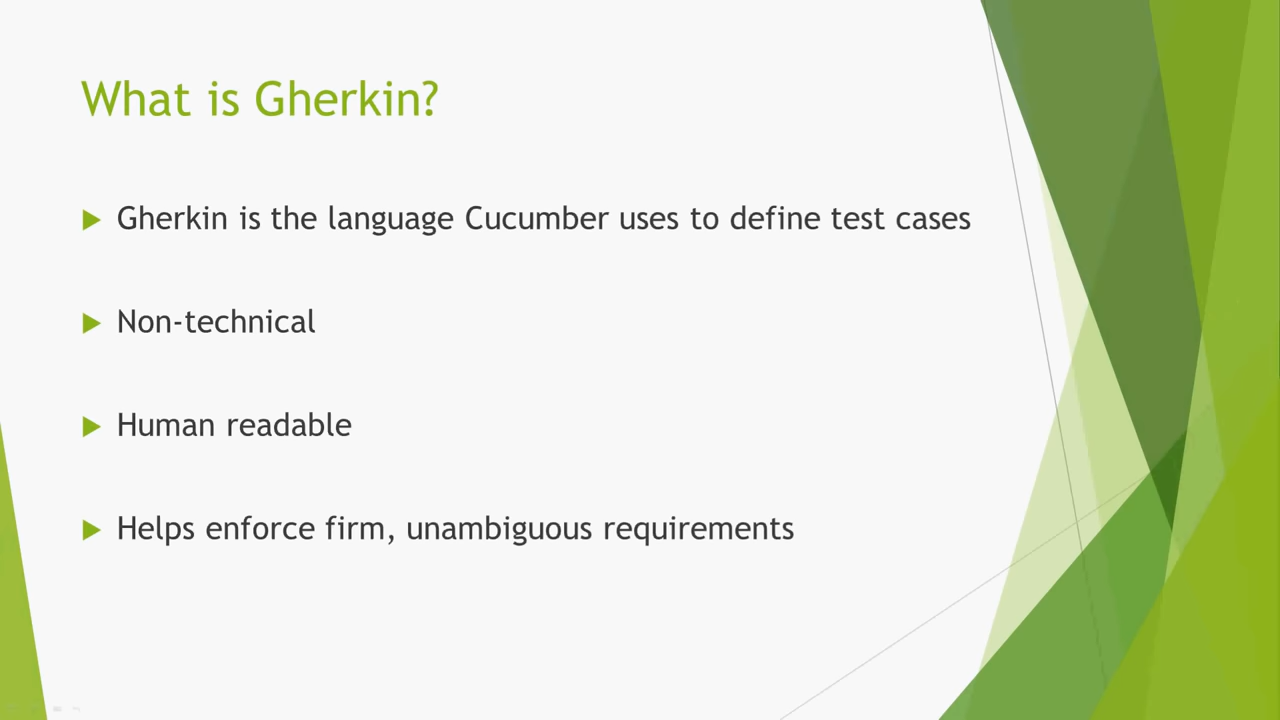 What is Gherkin?
Gherkin is the language Cucumber uses to define test cases
Non-technical
Human readable
Helps enforce firm, unambiguous requirements